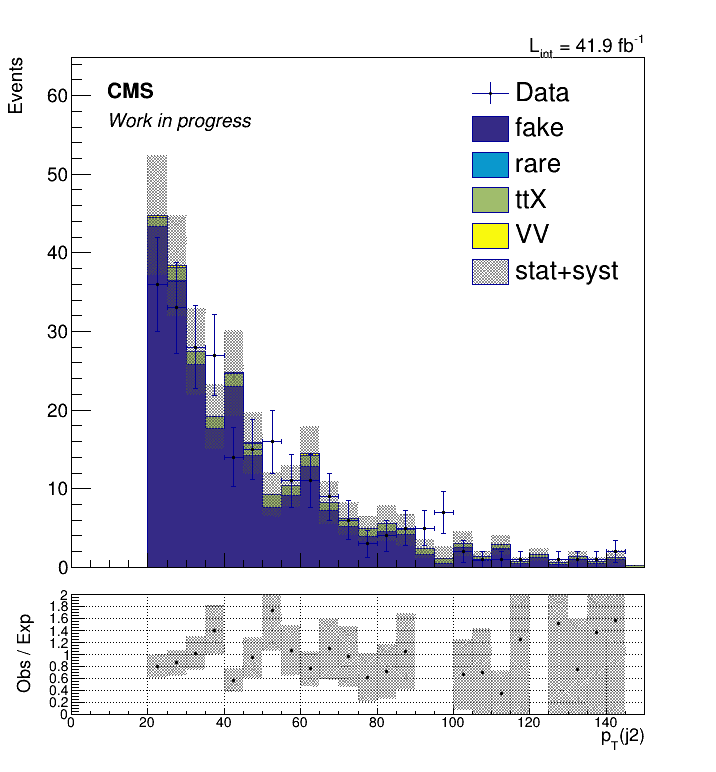 L_int = 41.9 fb^-1
Events
CMS
Work in progress
Data
fake
rare
ttX
VV
stat+syst
60
50
40
30
20
10
0
Obs / Exp
2
1.8
1.6
1.4
1.2
1
0.8
0.6
0.4
0.2
0
0 20 40 60 80 100 120 140
p_T(j2)